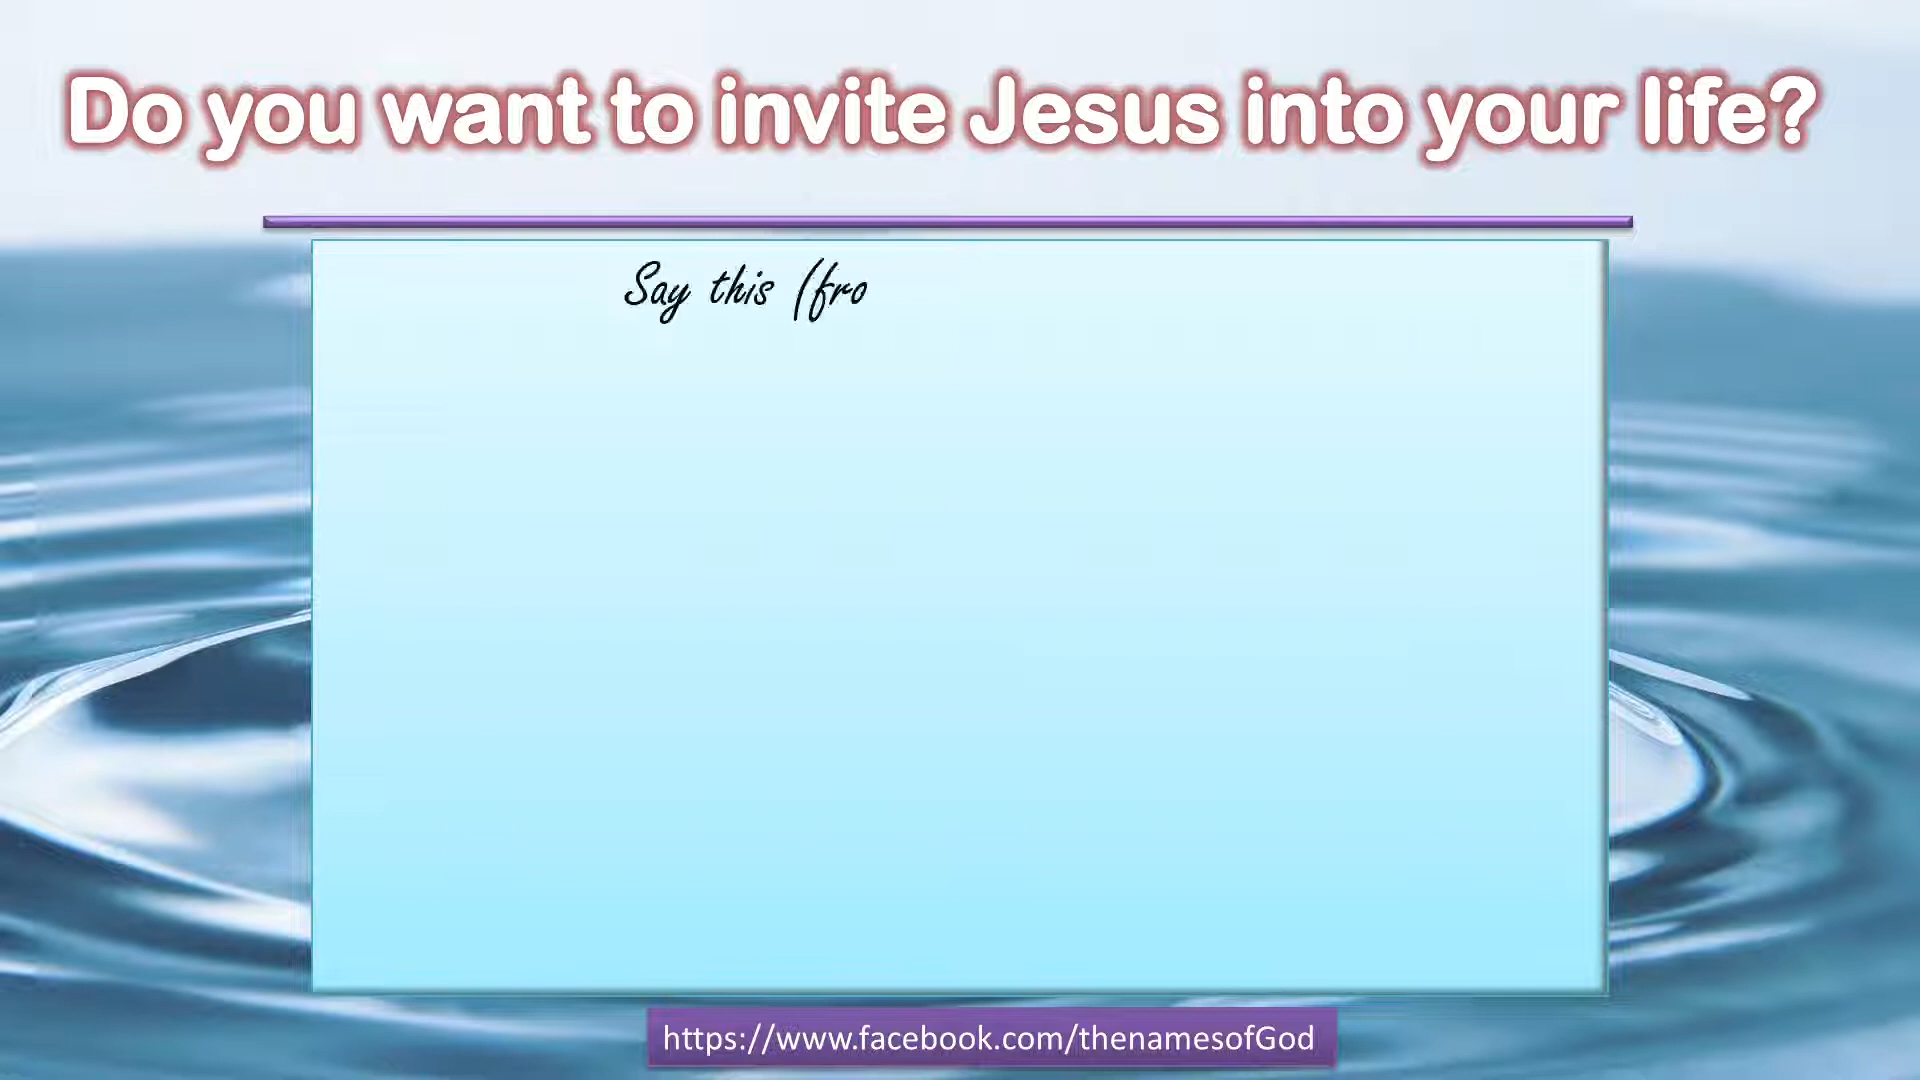 Do you want to invite Jesus into your life?
Say this (fro
https://www.facebook.com/thenamesofGod